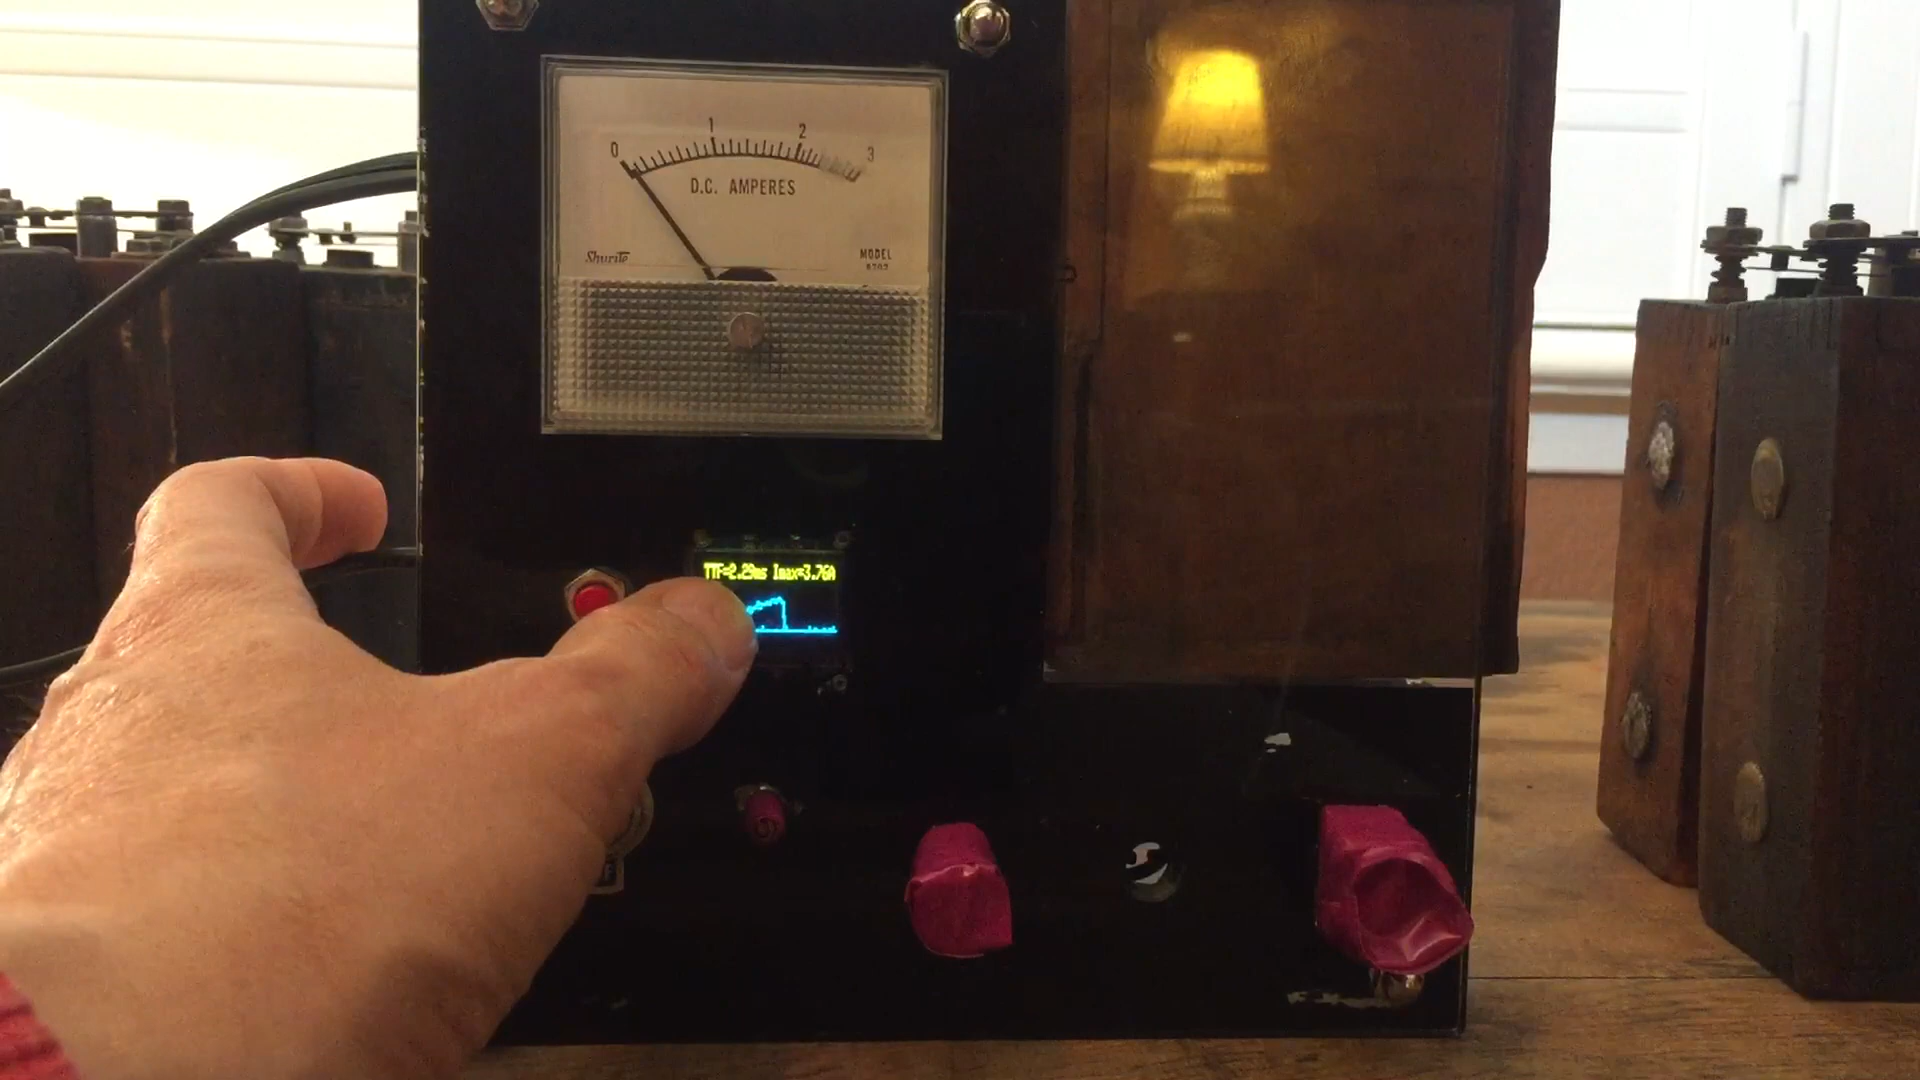 0 1 2 3
D.C. AMPERES
Shurite
MODEL
TTF=2.29ms Imax=3.76A
F